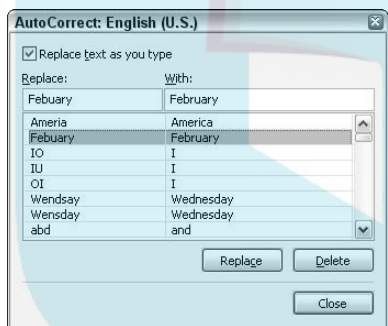 AutoCorrect: English (U.S.)
Replace text as you type
Replace: With:
Febuary February
Ameria America
Febuary February
IO I
IU I
OI I
Wendsay Wednesday
Wensday Wednesday
abd and
Replace Delete
Close